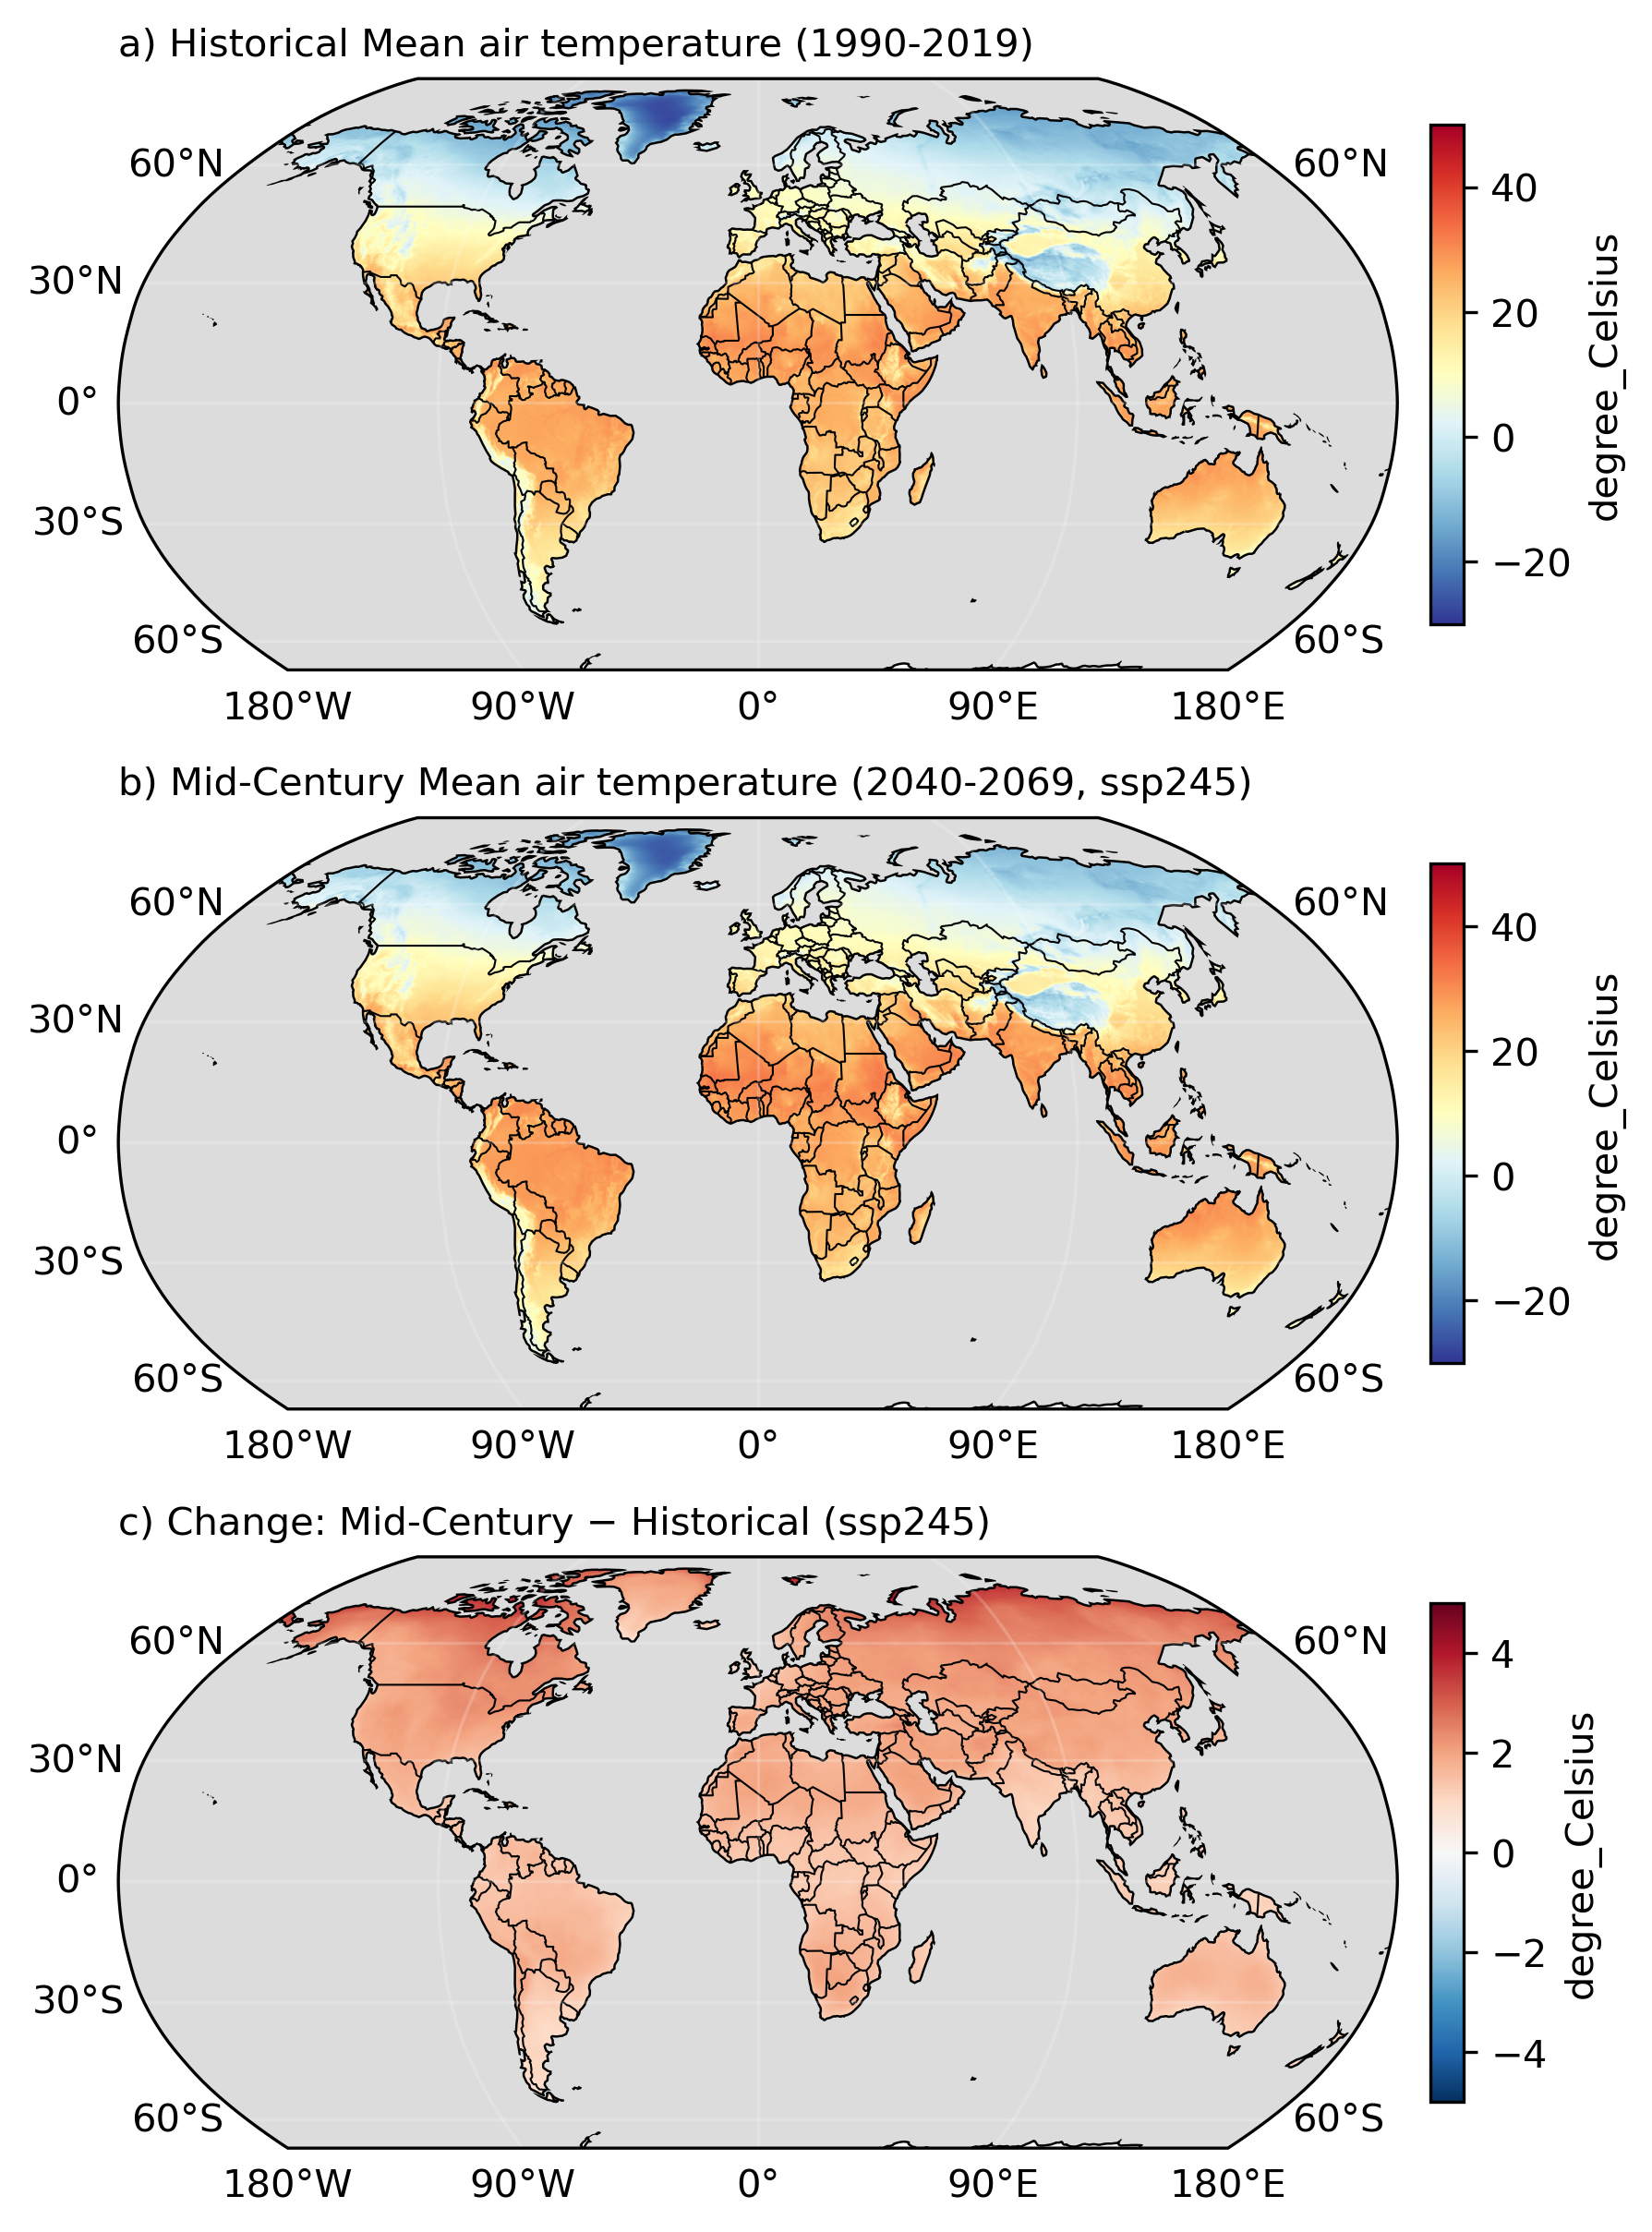 a) Historical Mean air temperature (1990-2019)
60°N
60°N
30°N
0°
30°S
60°S
60°S
180°W 90°W 0° 90°E 180°E
40
20
0
−20
degree_Celsius
b) Mid-Century Mean air temperature (2040-2069, ssp245)
60°N
60°N
30°N
0°
30°S
60°S
60°S
180°W 90°W 0° 90°E 180°E
40
20
0
−20
degree_Celsius
c) Change: Mid-Century − Historical (ssp245)
60°N
60°N
30°N
0°
30°S
60°S
60°S
180°W 90°W 0° 90°E 180°E
4
2
0
−2
−4
degree_Celsius